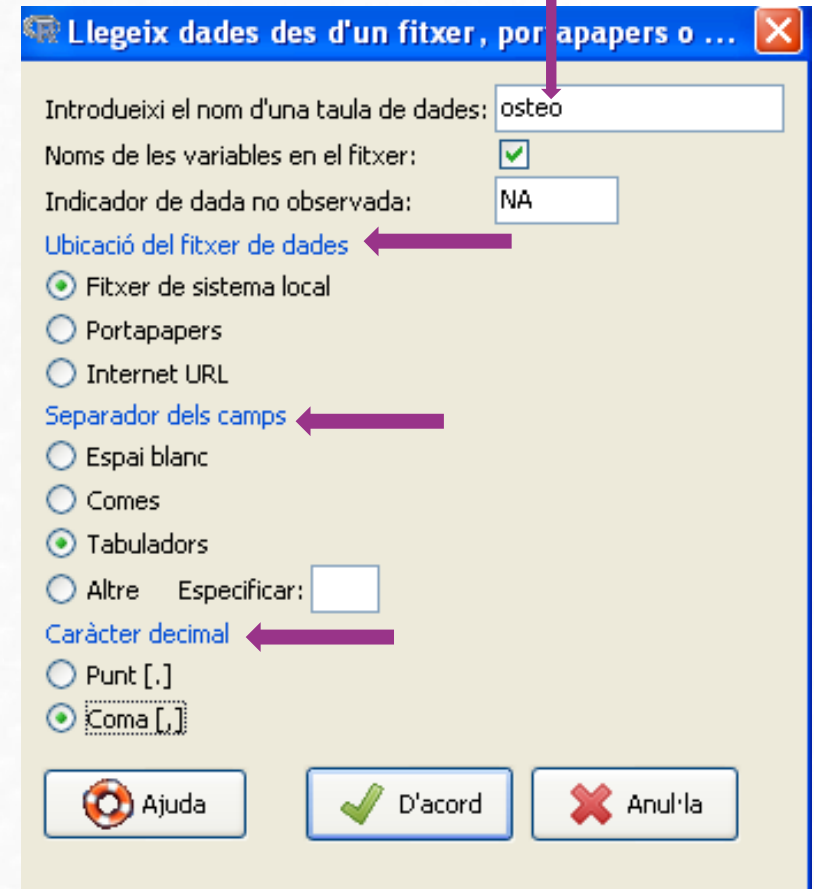 Llegeix dades des d'un fitxer, portapapers o ...
Introdueixi el nom d'una taula de dades: osteo
Noms de les variables en el fitxer:
Indicador de dada no observada: NA
Ubicació del fitxer de dades
Fitxer de sistema local
Portapapers
Internet URL
Separador dels camps
Espai blanc
Comes
Tabuladors
Altre Especificar:
Caràcter decimal
Punt [.]
Coma [,]
Ajuda D'acord Anul·la